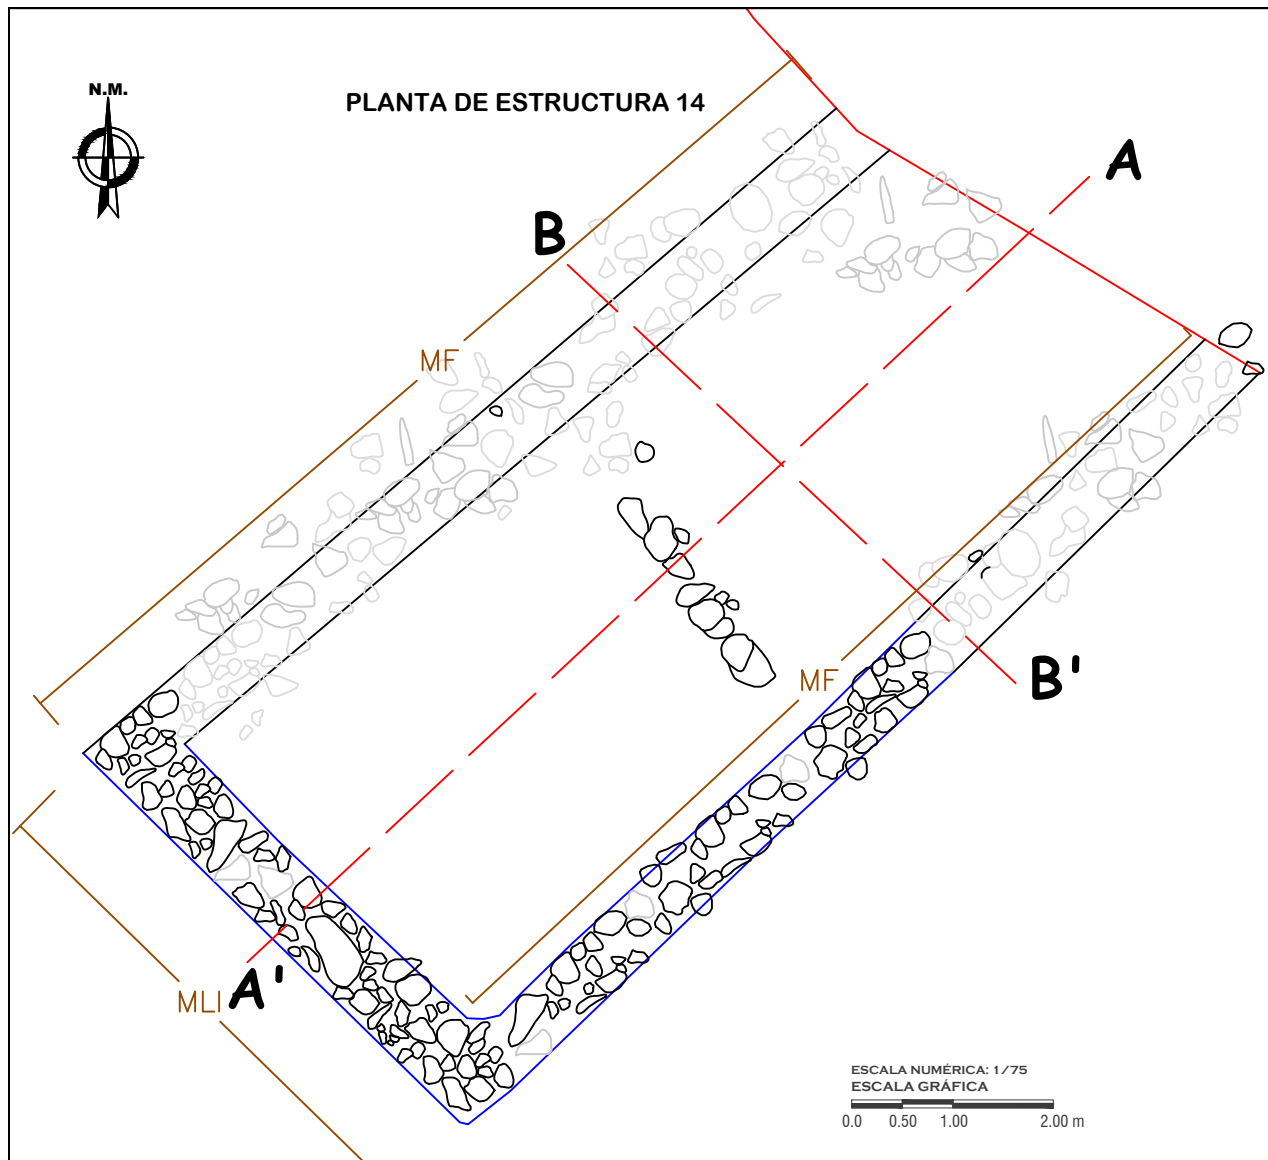 N.M.
PLANTA DE ESTRUCTURA 14
A
B
MF
MF
B'
MLI
A'
ESCALA NUMÉRICA: 1/75
ESCALA GRÁFICA
0.0 0.50 1.00 2.00 m